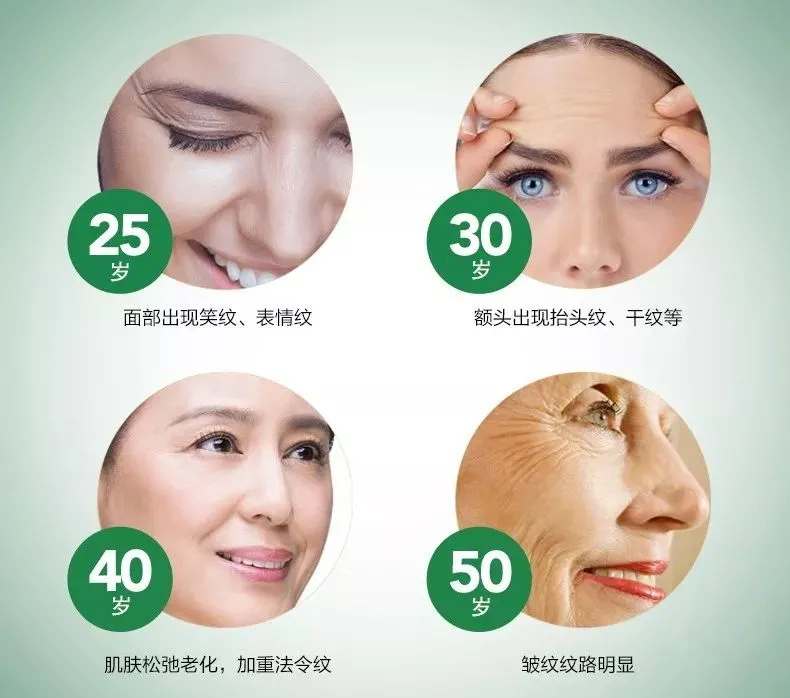 25
岁
面部出现笑纹、表情纹
30
岁
额头出现抬头纹、干纹等
40
岁
肌肤松弛老化，加重法令纹
50
岁
皱纹纹路明显